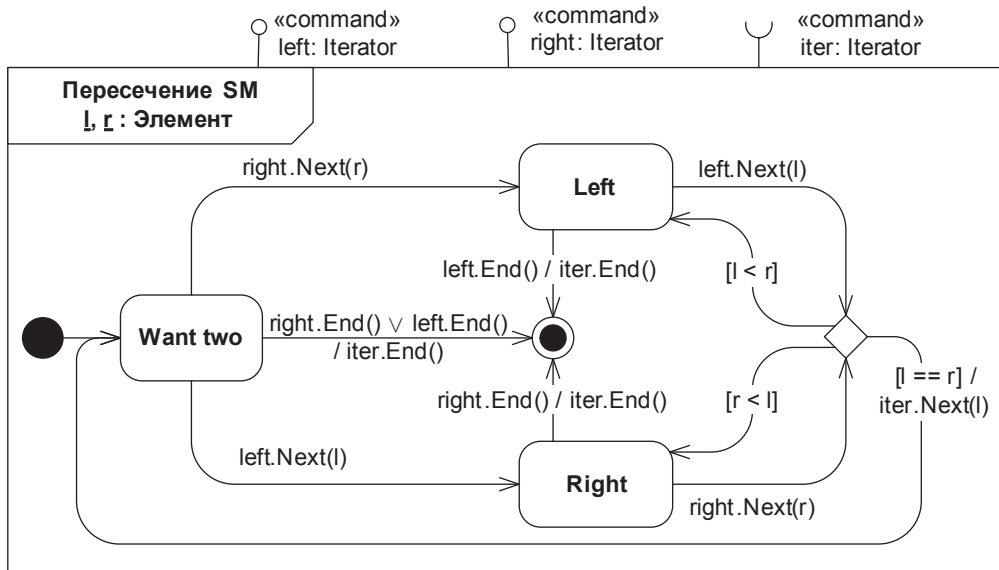 «command»
left: Iterator
«command»
right: Iterator
«command»
iter: Iterator
Пересечение SM
l, r : Элемент
right.Next(r)
Left
left.Next(l)
left.End() / iter.End()
[l < r]
Want two
right.End() ∨ left.End()
/ iter.End()
[l == r] /
iter.Next(l)
right.End() / iter.End()
[r < l]
left.Next(l)
Right
right.Next(r)